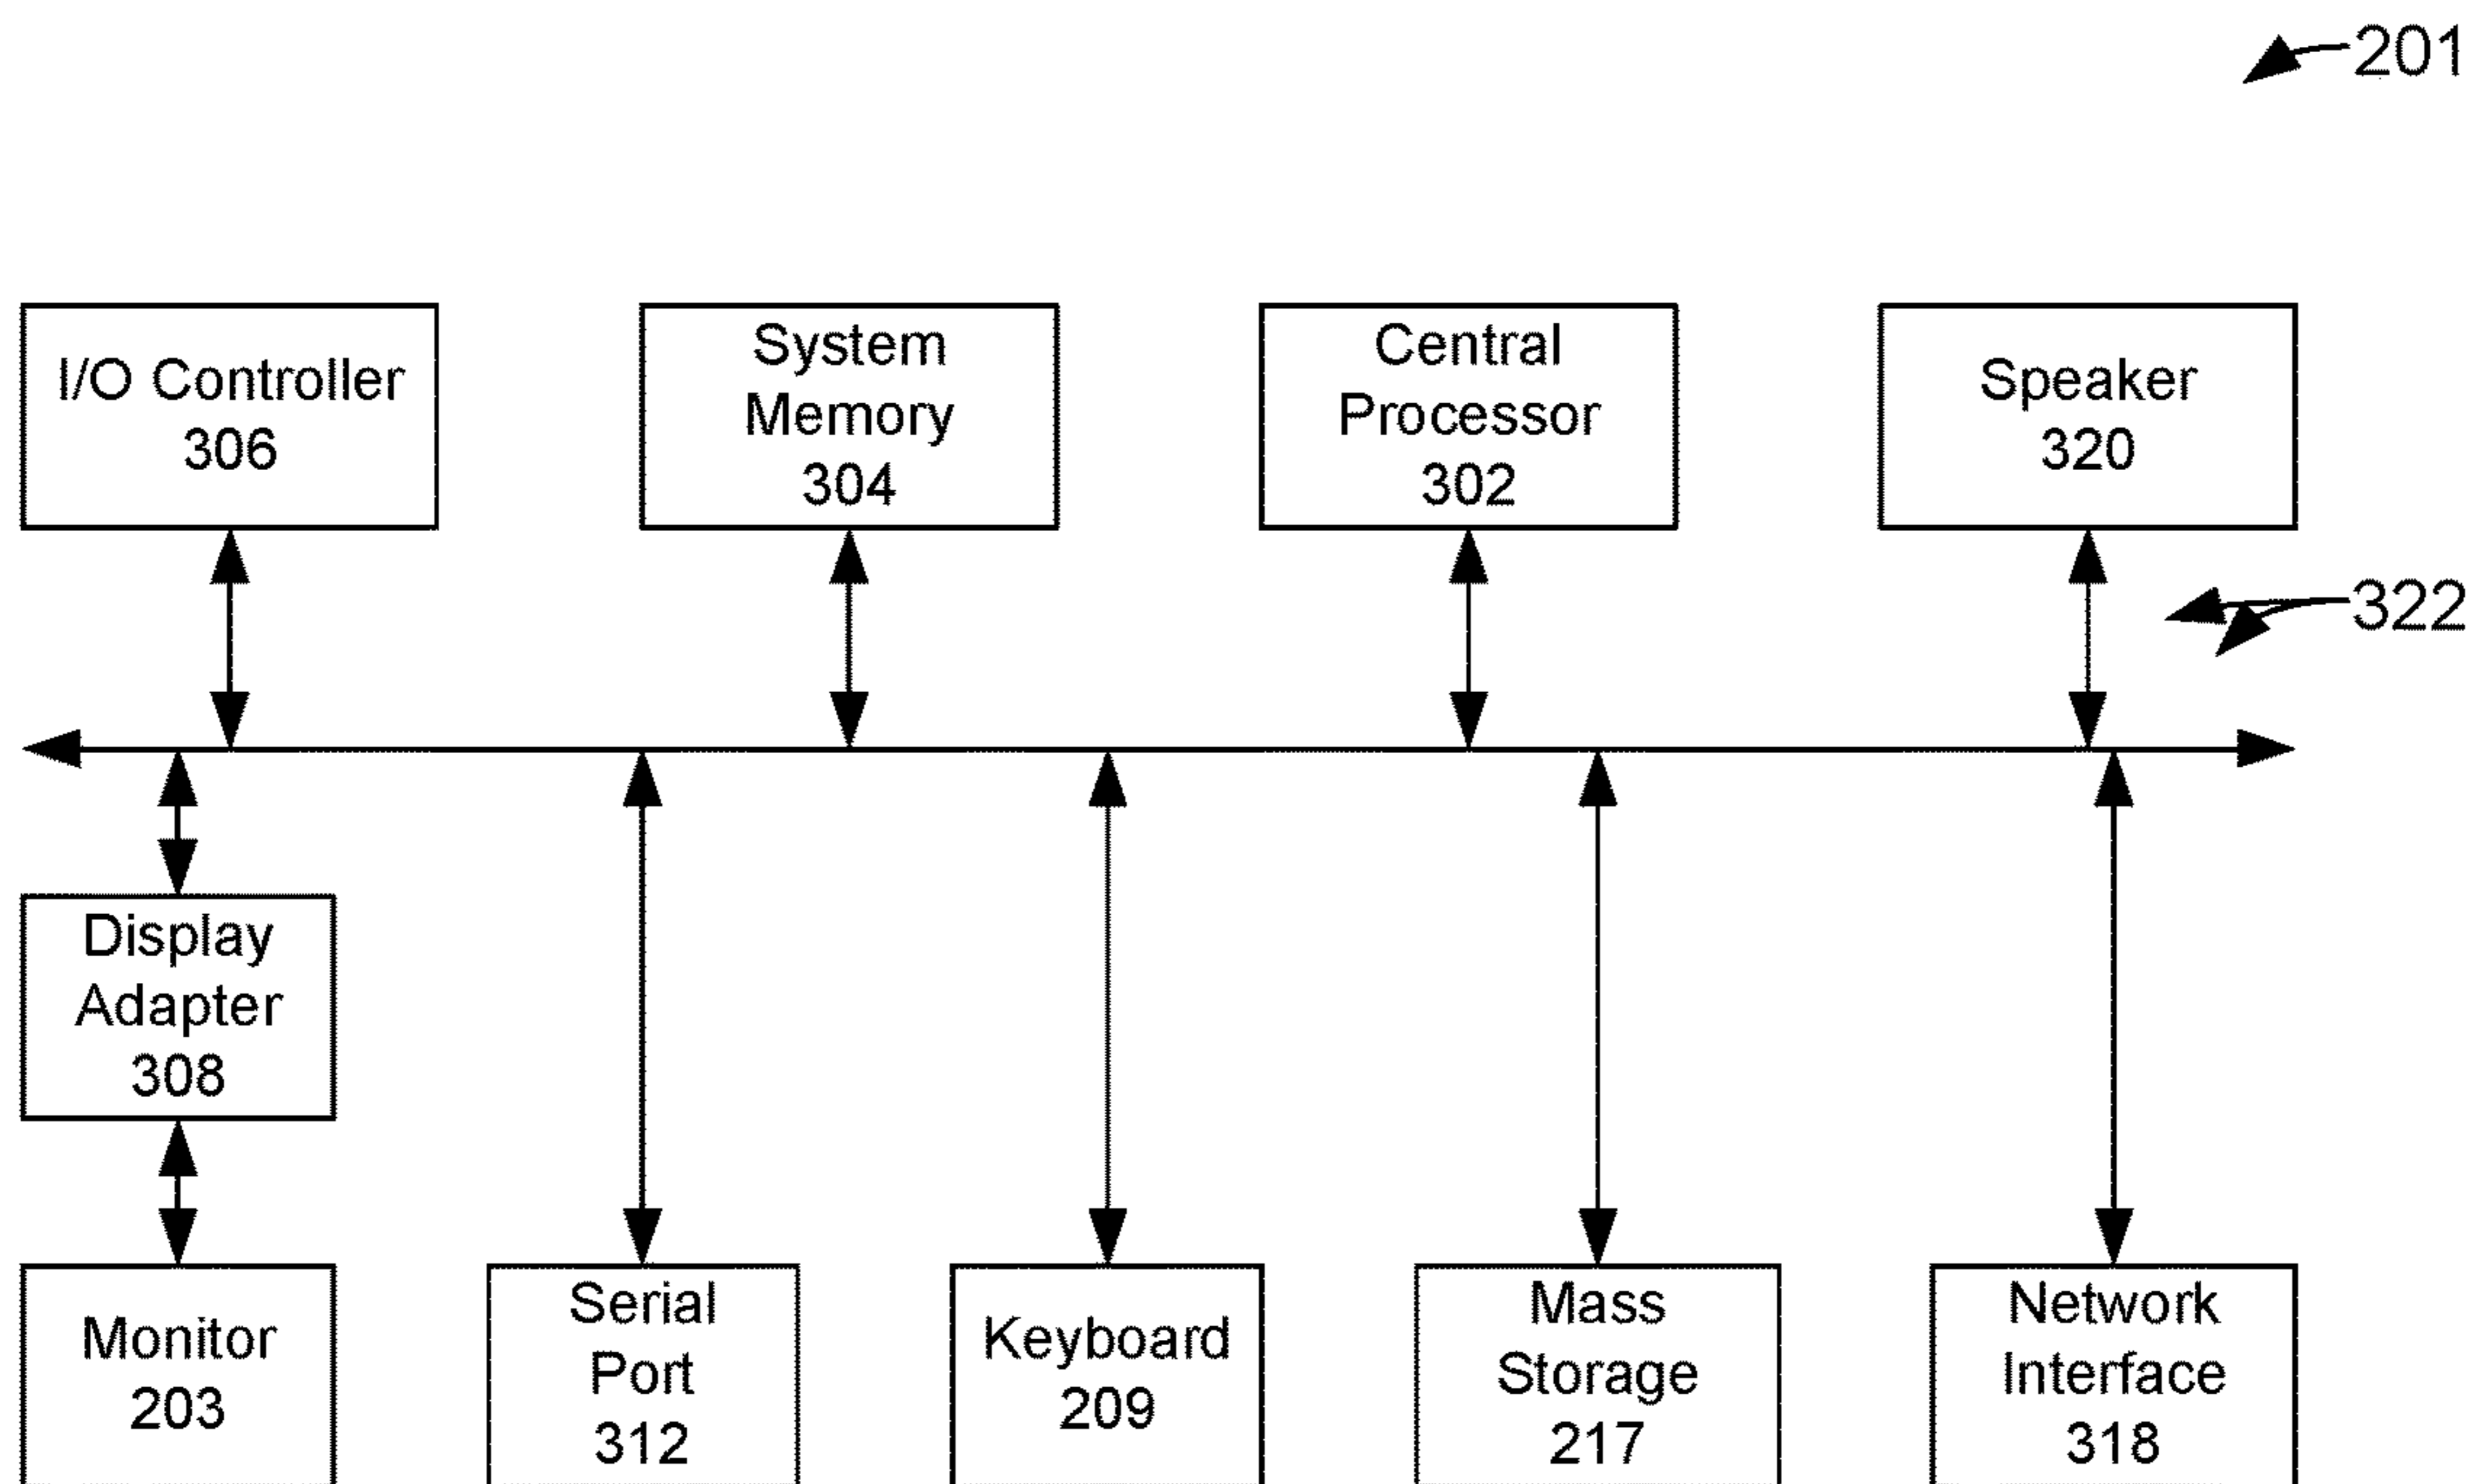 201
I/O Controller
306
System
Memory
304
Central
Processor
302
Speaker
320
322
Display
Adapter
308
Monitor
203
Serial
Port
312
Keyboard
209
Mass
Storage
217
Network
Interface
318